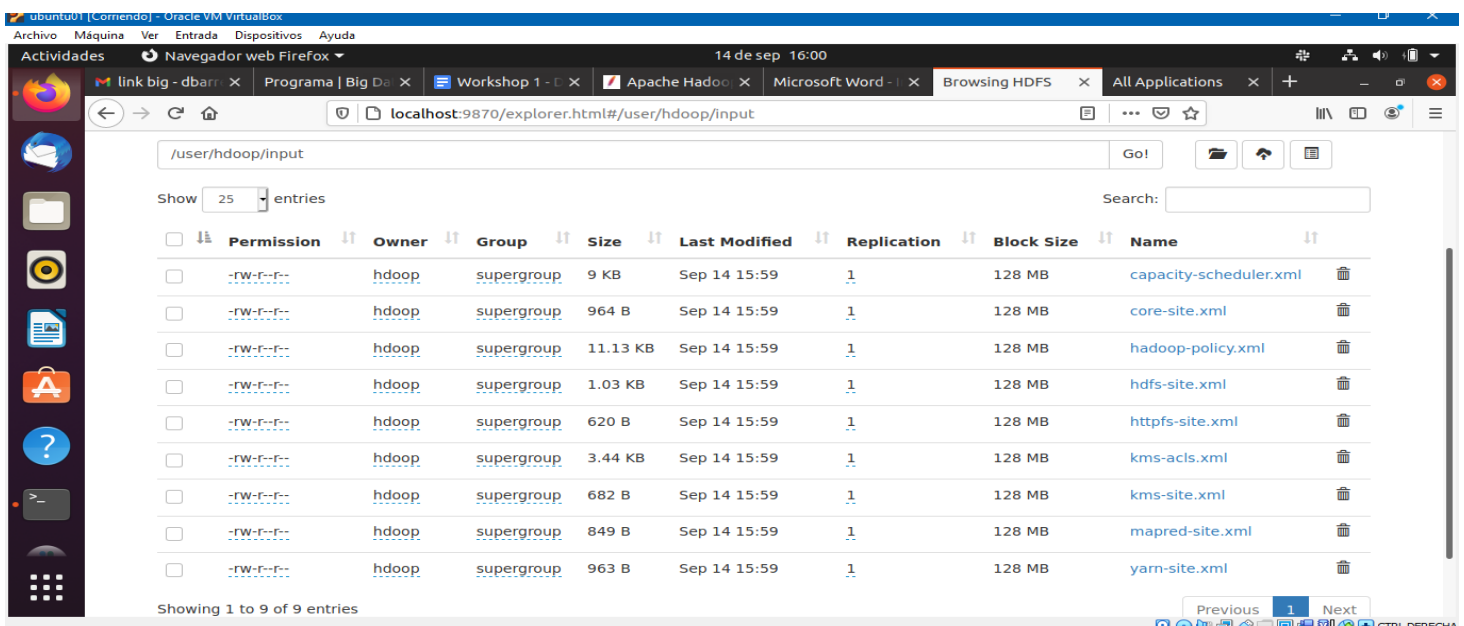 ubuntu01 [Corriendo] - Oracle VM VirtualBox
Archivo Máquina Ver Entrada Dispositivos Ayuda
Actividades Navegador web Firefox 14 de sep 16:00
link big - dbarr Programa | Big Da Workshop 1 - D Apache Hadoo Microsoft Word - Browsing HDFS All Applications
localhost:9870/explorer.html#/user/hdoop/input
/user/hdoop/input Go!
Show 25 entries Search:
Permission Owner Group Size Last Modified Replication Block Size Name
-rw-r--r-- hdoop supergroup 9 KB Sep 14 15:59 1 128 MB capacity-scheduler.xml
-rw-r--r-- hdoop supergroup 964 B Sep 14 15:59 1 128 MB core-site.xml
-rw-r--r-- hdoop supergroup 11.13 KB Sep 14 15:59 1 128 MB hadoop-policy.xml
-rw-r--r-- hdoop supergroup 1.03 KB Sep 14 15:59 1 128 MB hdfs-site.xml
-rw-r--r-- hdoop supergroup 620 B Sep 14 15:59 1 128 MB httpfs-site.xml
-rw-r--r-- hdoop supergroup 3.44 KB Sep 14 15:59 1 128 MB kms-acls.xml
-rw-r--r-- hdoop supergroup 682 B Sep 14 15:59 1 128 MB kms-site.xml
-rw-r--r-- hdoop supergroup 849 B Sep 14 15:59 1 128 MB mapred-site.xml
-rw-r--r-- hdoop supergroup 963 B Sep 14 15:59 1 128 MB yarn-site.xml
Showing 1 to 9 of 9 entries Previous 1 Next
CTRL DERECHA